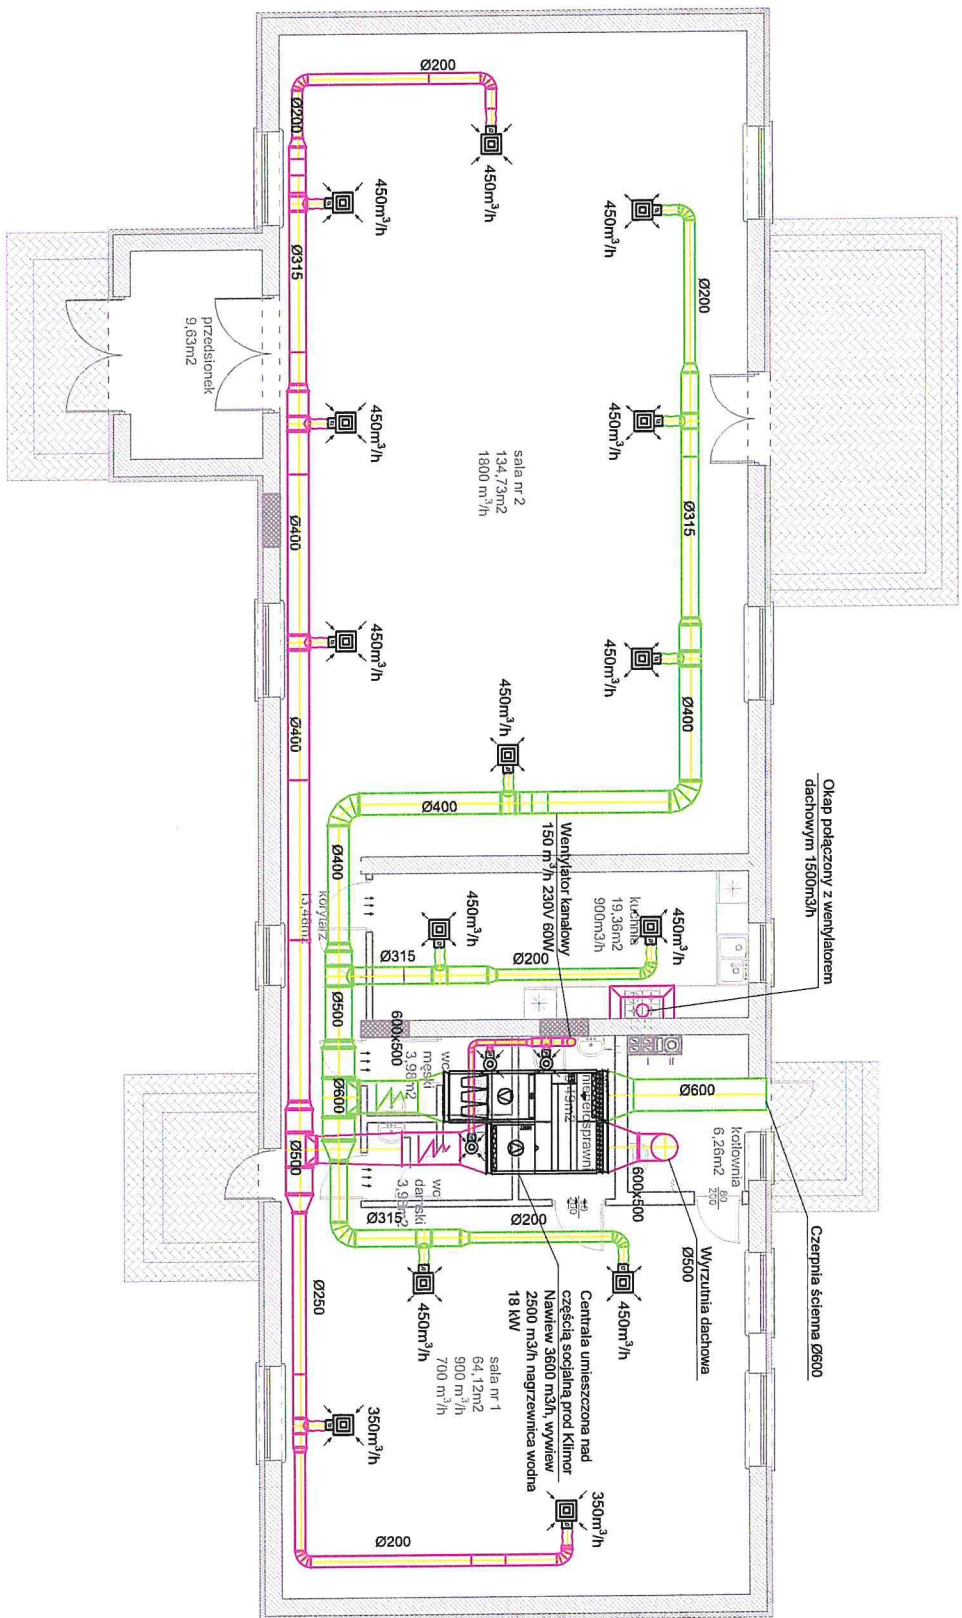 Ø200
Ø200
450m³/h
450m³/h
450m³/h
Ø315
Ø200
przedsionek
9,63m2
450m³/h
450m³/h
sala nr 2
134,73m2
1800 m³/h
Ø400
Ø315
450m³/h
450m³/h
Ø400
Ø400
450m³/h
Ø400
Okap połączony z wentylatorem
dachowym 1500m3/h
Wentylator kanałowy
150 m³/h 230V 60W
Ø400
korytarz
13,48m2
450m³/h
kuchnia
19,36m2
900m3/h
450m³/h
Ø315
Ø200
Ø500
600x500
wc
męski
3,98m2
Ø600
Ø600
kotłownia
6,26m2
80
200
Czerpnia ścienna Ø600
Ø500
wc
damski
600x500
Wyrzutnia dachowa
Ø500
Ø315
Ø200
450m³/h
450m³/h
Centrala umieszczona nad
częścią socjalną prod Klimor
Nawiew 3600 m3/h, wywiew
2500 m3/h nagrzewnica wodna
18 kW
Ø250
sala nr 1
64,12m2
900 m³/h
700 m³/h
350m³/h
350m³/h
Ø200